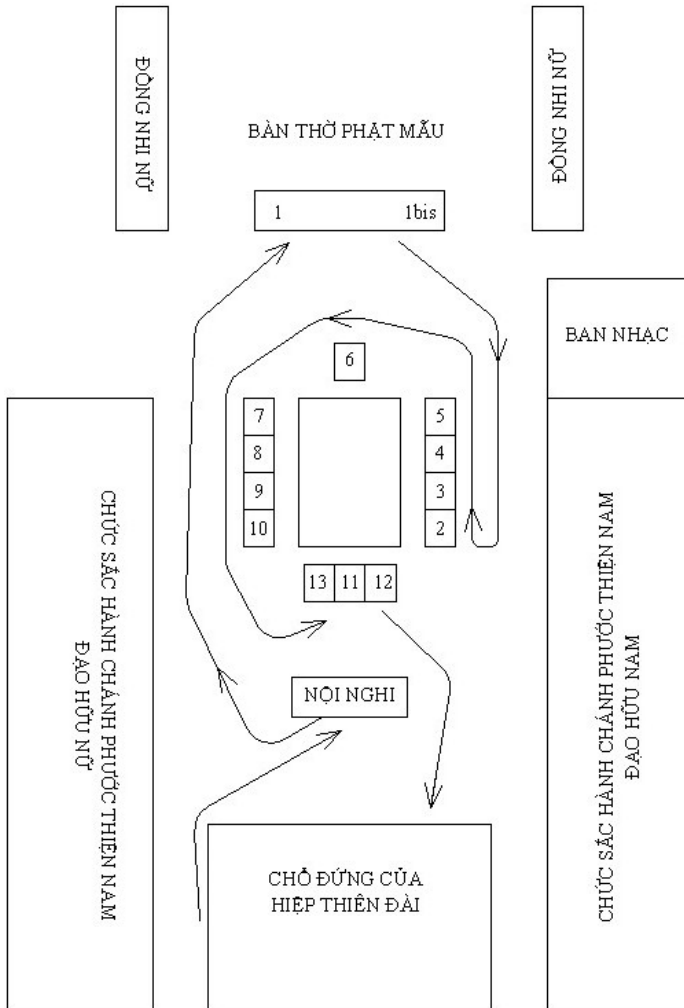 ĐỒNG NHI NỮ
BÀN THỜ PHẬT MẪU
ĐỒNG NHI NỮ
1 1bis
BAN NHẠC
6
7
8
9
10
5
4
3
2
13 11 12
NỘI NGHI
CHỨC SẮC HÀNH CHÁNH PHƯỚC THIỆN NAM
ĐẠO HỮU NỮ
CHỨC SẮC HÀNH CHÁNH PHƯỚC THIỆN NAM
ĐẠO HỮU NAM
CHỖ ĐỨNG CỦA
HIỆP THIÊN ĐÀI